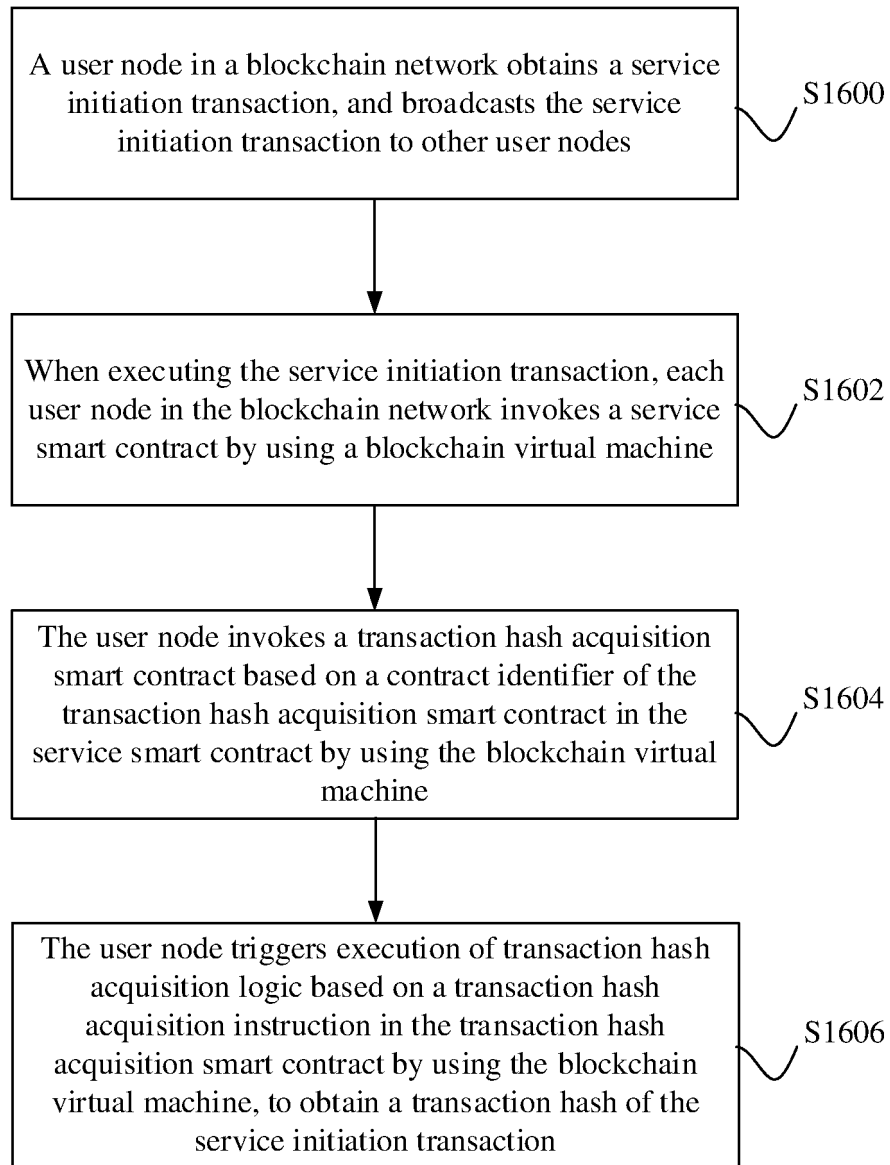 A user node in a blockchain network obtains a service
initiation transaction, and broadcasts the service
initiation transaction to other user nodes
S1600
When executing the service initiation transaction, each
user node in the blockchain network invokes a service
smart contract by using a blockchain virtual machine
S1602
The user node invokes a transaction hash acquisition
smart contract based on a contract identifier of the
transaction hash acquisition smart contract in the
service smart contract by using the blockchain virtual
machine
S1604
The user node triggers execution of transaction hash
acquisition logic based on a transaction hash
acquisition instruction in the transaction hash
acquisition smart contract by using the blockchain
virtual machine, to obtain a transaction hash of the
service initiation transaction
S1606